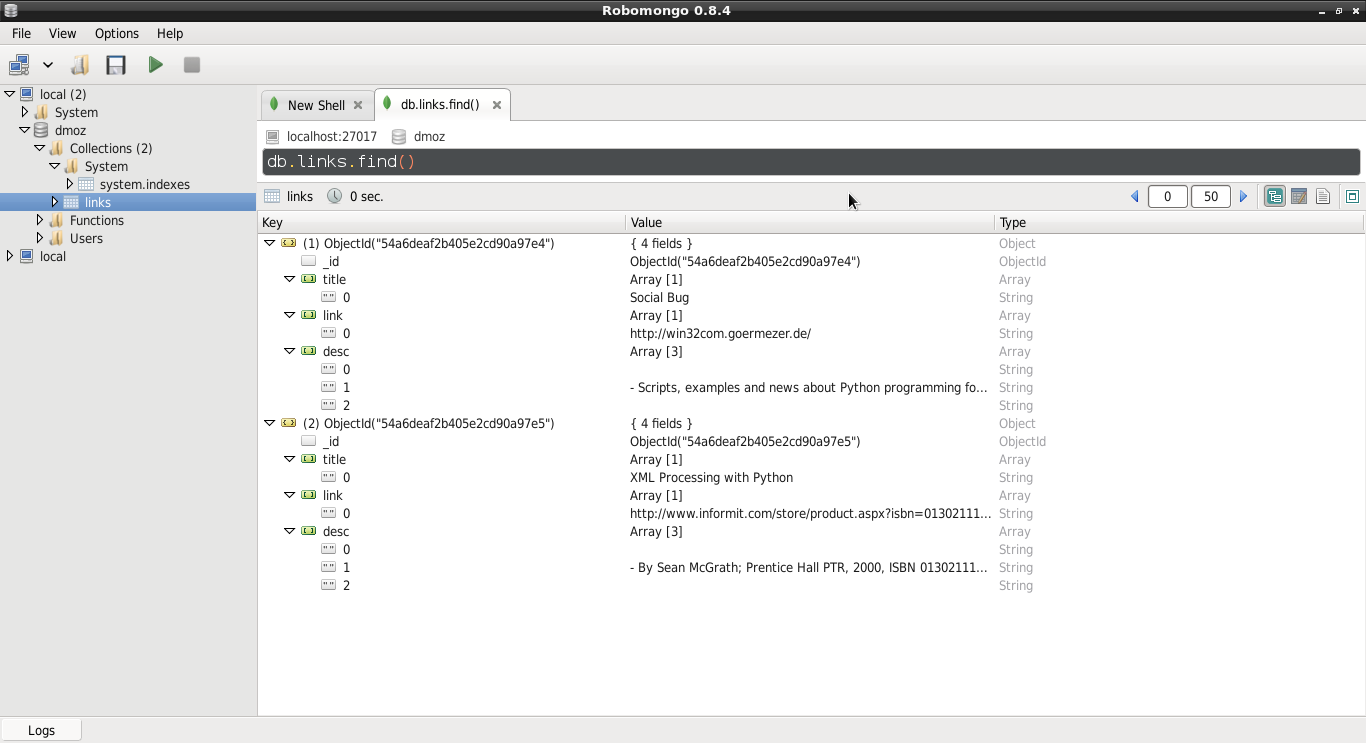 Robomongo 0.8.4
File View Options Help
local (2)
System
dmoz
Collections (2)
System
system.indexes
links
Functions
Users
local
New Shell db.links.find()
localhost:27017 dmoz
db.links.find()
links 0 sec. 0 50
Key Value Type
(1) ObjectId("54a6deaf2b405e2cd90a97e4") { 4 fields } Object
_id ObjectId("54a6deaf2b405e2cd90a97e4") ObjectId
title Array [1] Array
"" 0 Social Bug String
link Array [1] Array
"" 0 http://win32com.goermezer.de/ String
desc Array [3] Array
"" 0 String
"" 1 - Scripts, examples and news about Python programming fo... String
"" 2 String
(2) ObjectId("54a6deaf2b405e2cd90a97e5") { 4 fields } Object
_id ObjectId("54a6deaf2b405e2cd90a97e5") ObjectId
title Array [1] Array
"" 0 XML Processing with Python String
link Array [1] Array
"" 0 http://www.informit.com/store/product.aspx?isbn=01302111... String
desc Array [3] Array
"" 0 String
"" 1 - By Sean McGrath; Prentice Hall PTR, 2000, ISBN 01302111... String
"" 2 String
Logs